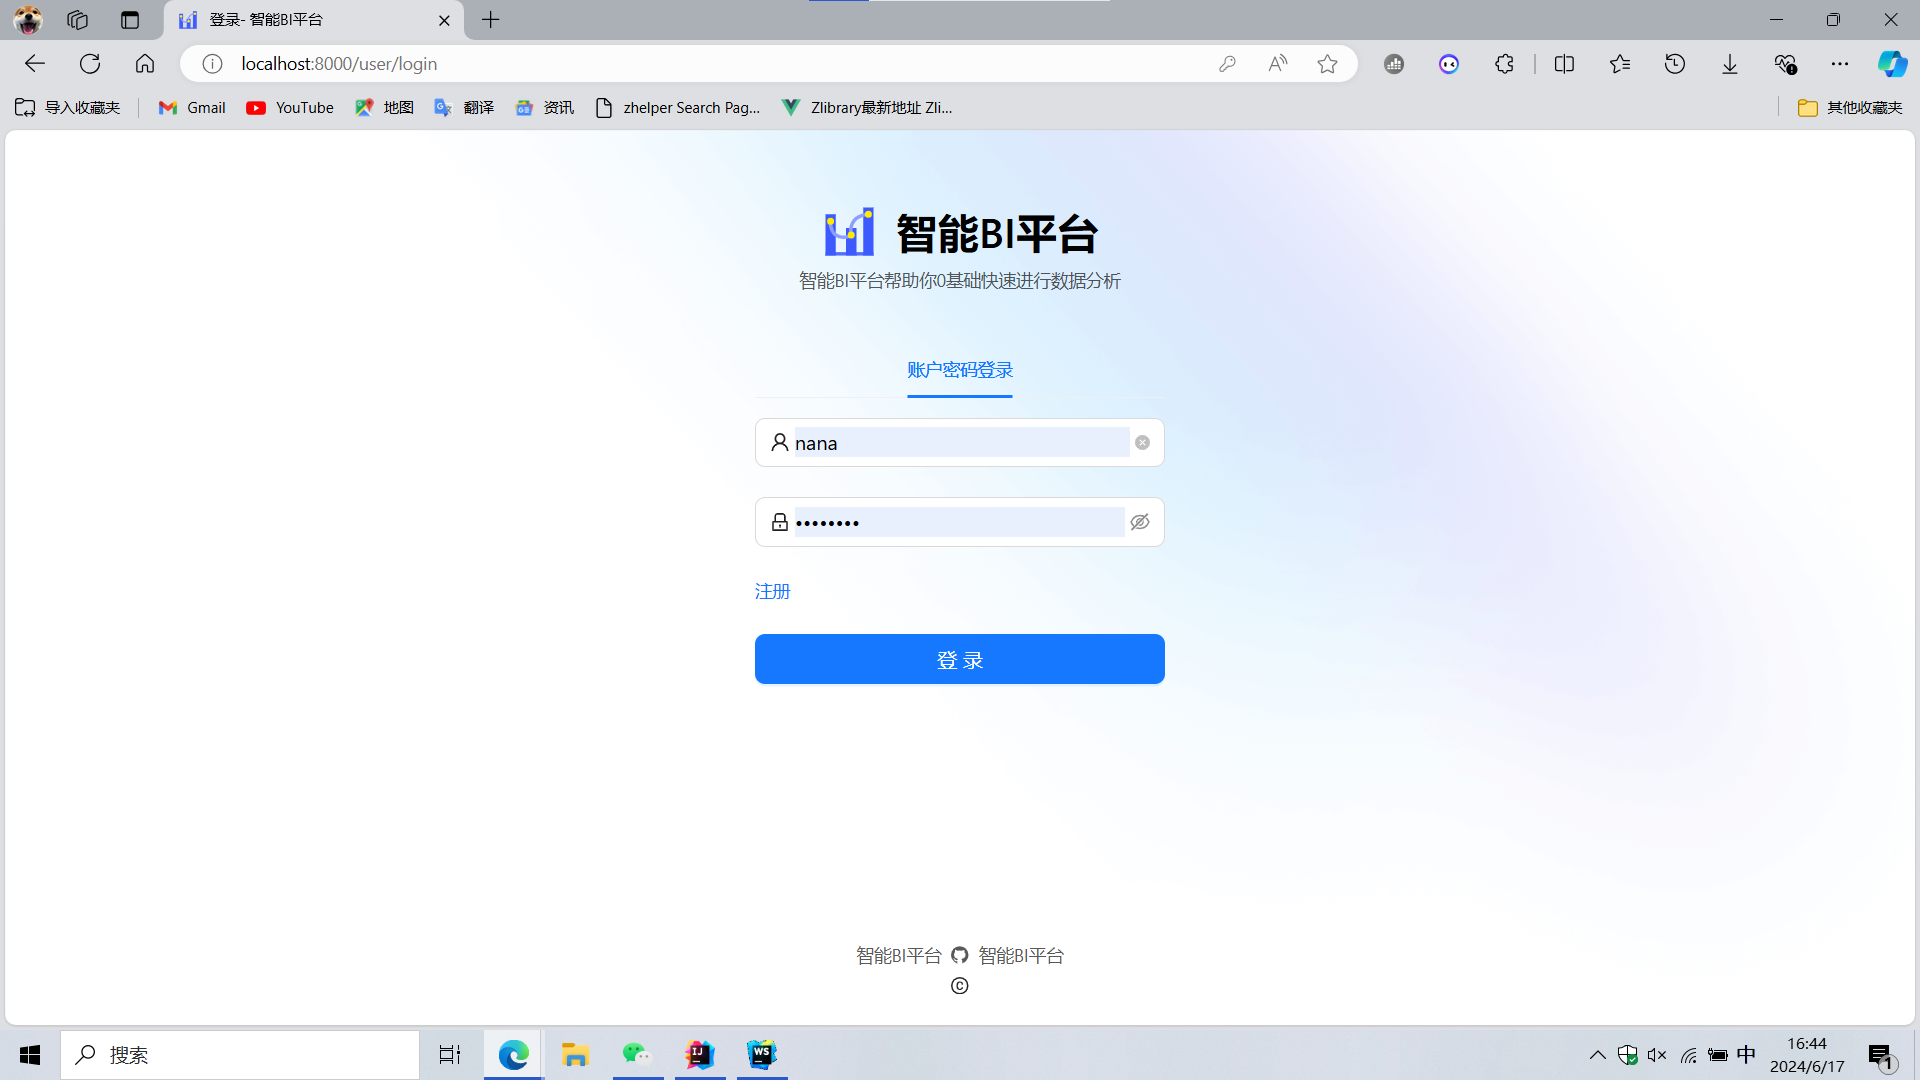 登录- 智能BI平台
localhost:8000/user/login
导入收藏夹
Gmail
YouTube
地图
翻译
资讯
zhelper Search Pag...
Zlibrary最新地址 Zli...
其他收藏夹
智能BI平台
智能BI平台帮助你0基础快速进行数据分析
账户密码登录
nana
••••••••
注册
登 录
智能BI平台 智能BI平台
©
搜索
IJ
WS
中
16:44
2024/6/17
1